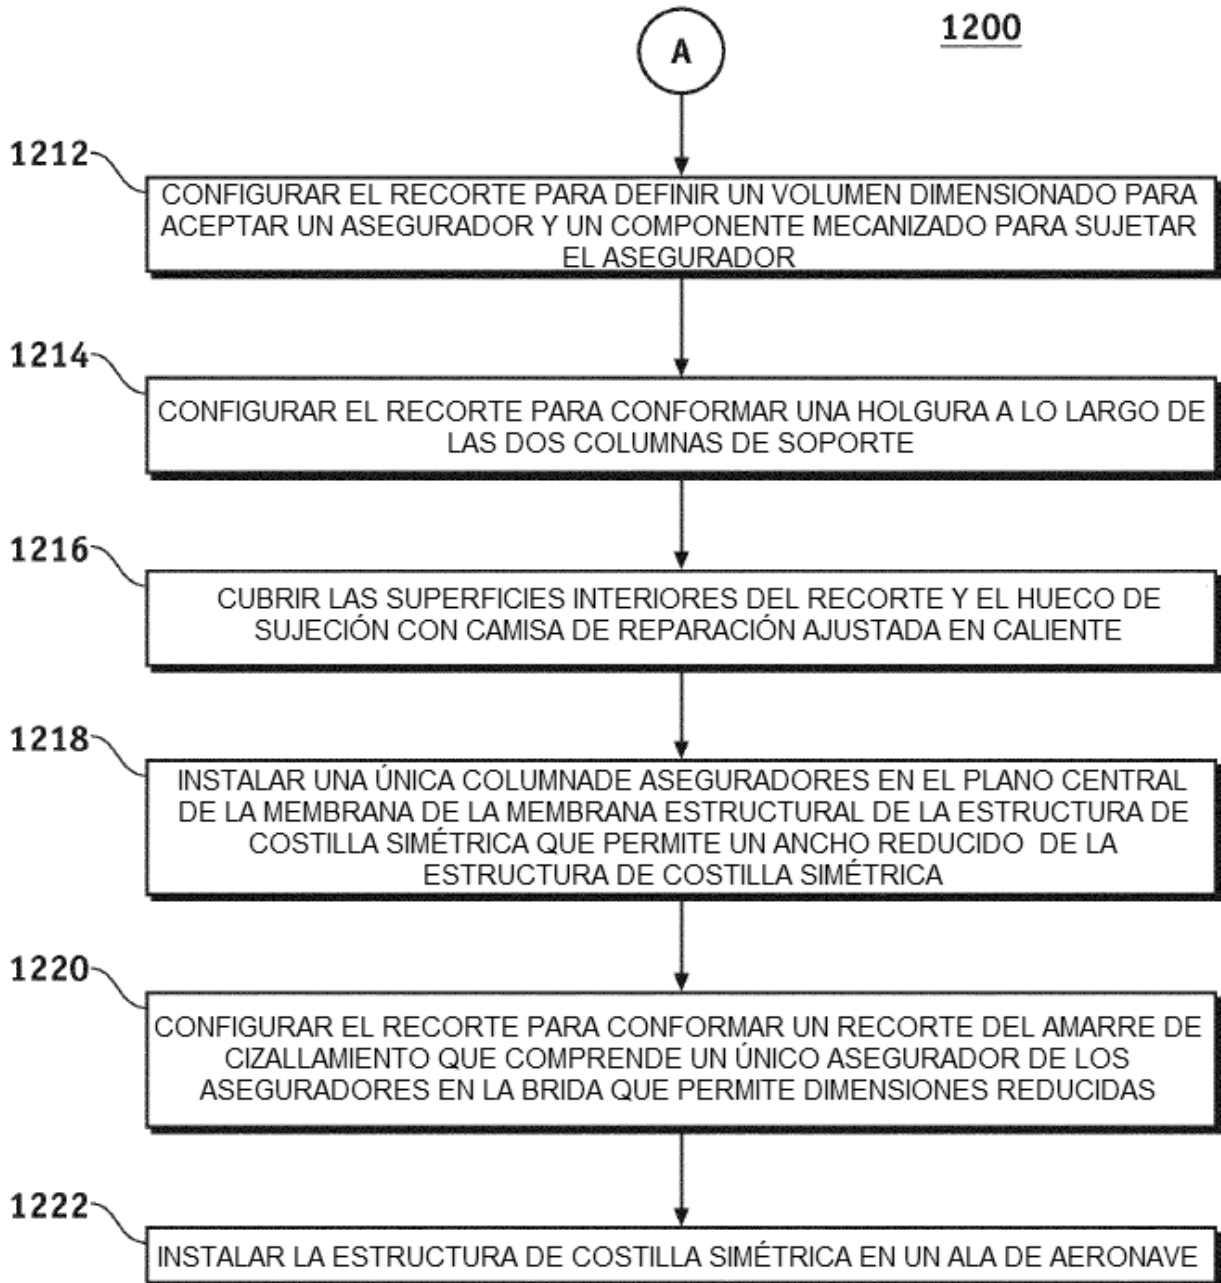 A
1200
1212
CONFIGURAR EL RECORTE PARA DEFINIR UN VOLUMEN DIMENSIONADO PARA
ACEPTAR UN ASEGURADOR Y UN COMPONENTE MECANIZADO PARA SUJETAR
EL ASEGURADOR
1214
CONFIGURAR EL RECORTE PARA CONFORMAR UNA HOLGURA A LO LARGO DE
LAS DOS COLUMNAS DE SOPORTE
1216
CUBRIR LAS SUPERFICIES INTERIORES DEL RECORTE Y EL HUECO DE
SUJECIÓN CON CAMISA DE REPARACIÓN AJUSTADA EN CALIENTE
1218
INSTALAR UNA ÚNICA COLUMNADE ASEGURADORES EN EL PLANO CENTRAL
DE LA MEMBRANA DE LA MEMBRANA ESTRUCTURAL DE LA ESTRUCTURA DE
COSTILLA SIMÉTRICA QUE PERMITE UN ANCHO REDUCIDO DE LA
ESTRUCTURA DE COSTILLA SIMÉTRICA
1220
CONFIGURAR EL RECORTE PARA CONFORMAR UN RECORTE DEL AMARRE DE
CIZALLAMIENTO QUE COMPRENDE UN ÚNICO ASEGURADOR DE LOS
ASEGURADORES EN LA BRIDA QUE PERMITE DIMENSIONES REDUCIDAS
1222
INSTALAR LA ESTRUCTURA DE COSTILLA SIMÉTRICA EN UN ALA DE AERONAVE